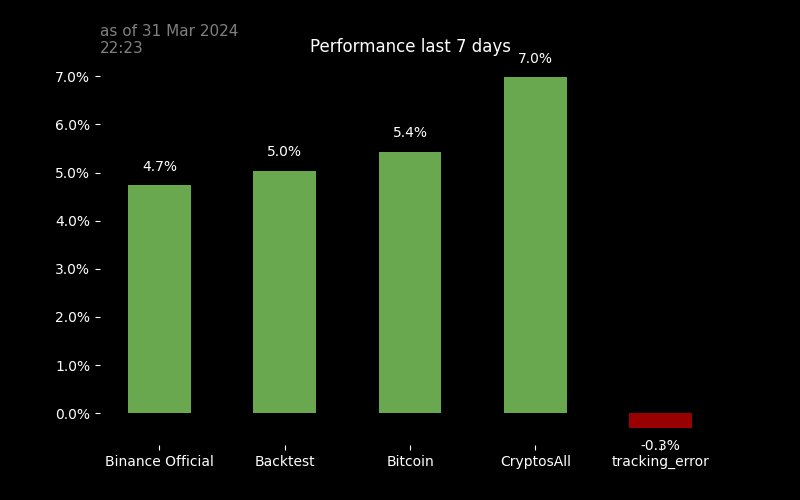 as of 31 Mar 2024
22:23
Performance last 7 days
7.0%
7.0%
6.0%
5.4%
5.0%
4.7%
5.0%
4.0%
3.0%
2.0%
1.0%
0.0%
-0.3%
Binance Official
Backtest
Bitcoin
CryptosAll
tracking_error